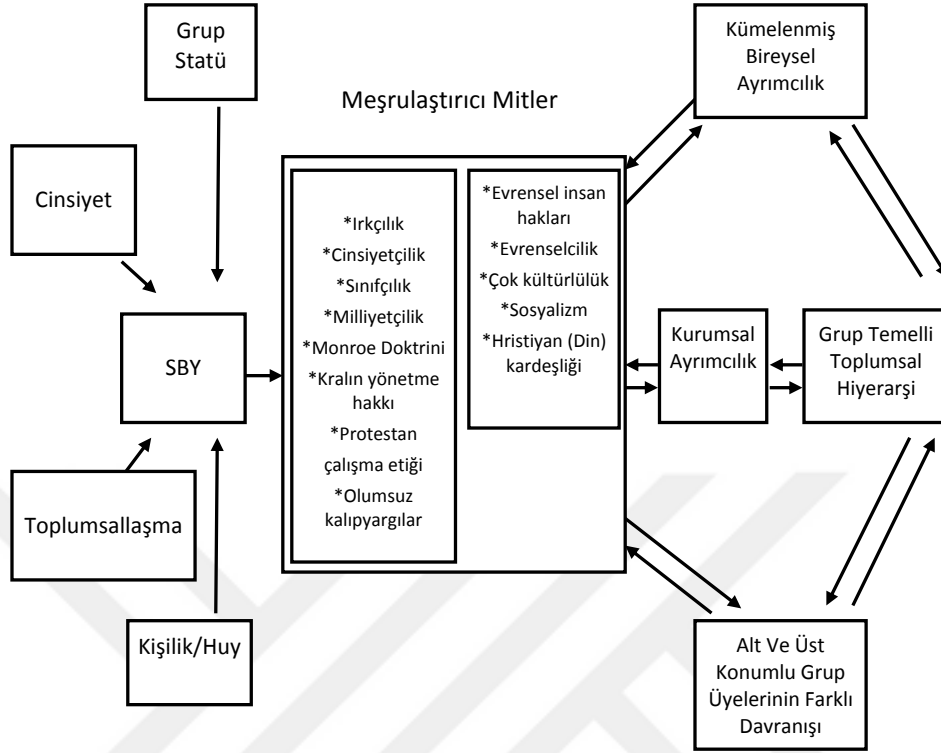 Grup
Statü
Cinsiyet
SBY
Toplumsallaşma
Kişilik/Huy
Meşrulaştırıcı Mitler
*Irkçılık
*Cinsiyetçilik
*Sınıfçılık
*Milliyetçilik
*Monroe Doktrini
*Kralın yönetme
hakkı
*Protestan
çalışma etiği
*Olumsuz
kalıpyargılar
*Evrensel insan
hakları
*Evrenselcilik
*Çok kültürlülük
*Sosyalizm
*Hristiyan (Din)
kardeşliği
Kümelenmiş
Bireysel
Ayrımcılık
Kurumsal
Ayrımcılık
Grup Temelli
Toplumsal
Hiyerarşi
Alt Ve Üst
Konumlu Grup
Üyelerinin Farklı
Davranışı